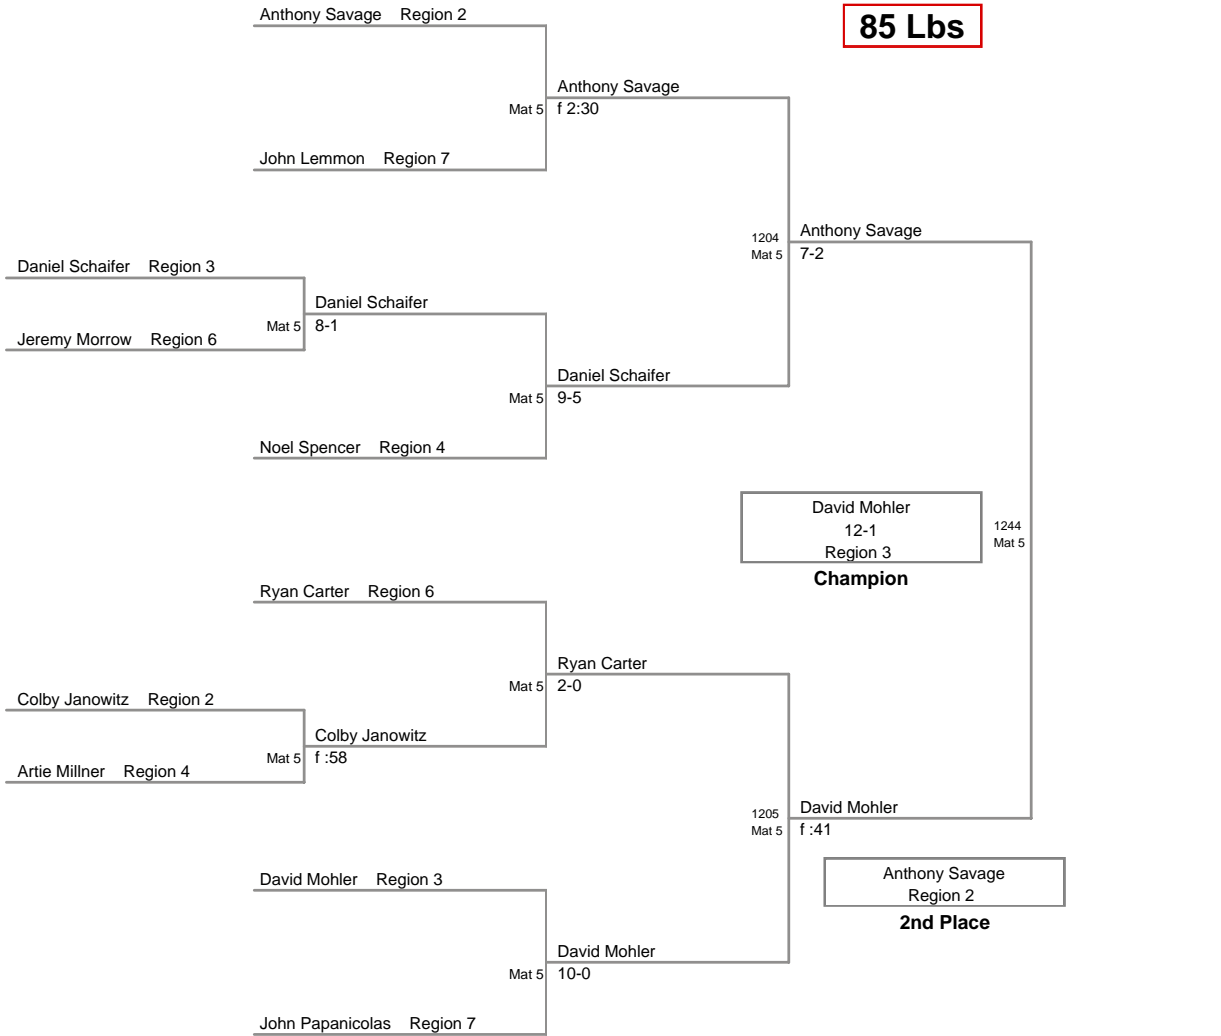 Anthony Savage Region 2
85 Lbs
Anthony Savage
Mat 5 f 2:30
John Lemmon Region 7
1204 Anthony Savage
Mat 5 7-2
Daniel Schaifer Region 3
Daniel Schaifer
Mat 5 8-1
Jeremy Morrow Region 6
Daniel Schaifer
Mat 5 9-5
Noel Spencer Region 4
David Mohler
12-1
Region 3
Champion
1244
Mat 5
Ryan Carter Region 6
Ryan Carter
Mat 5 2-0
Colby Janowitz Region 2
Colby Janowitz
Mat 5 f :58
Artie Millner Region 4
1205 David Mohler
Mat 5 f :41
David Mohler Region 3
Anthony Savage
Region 2
2nd Place
David Mohler
Mat 5 10-0
John Papanicolas Region 7